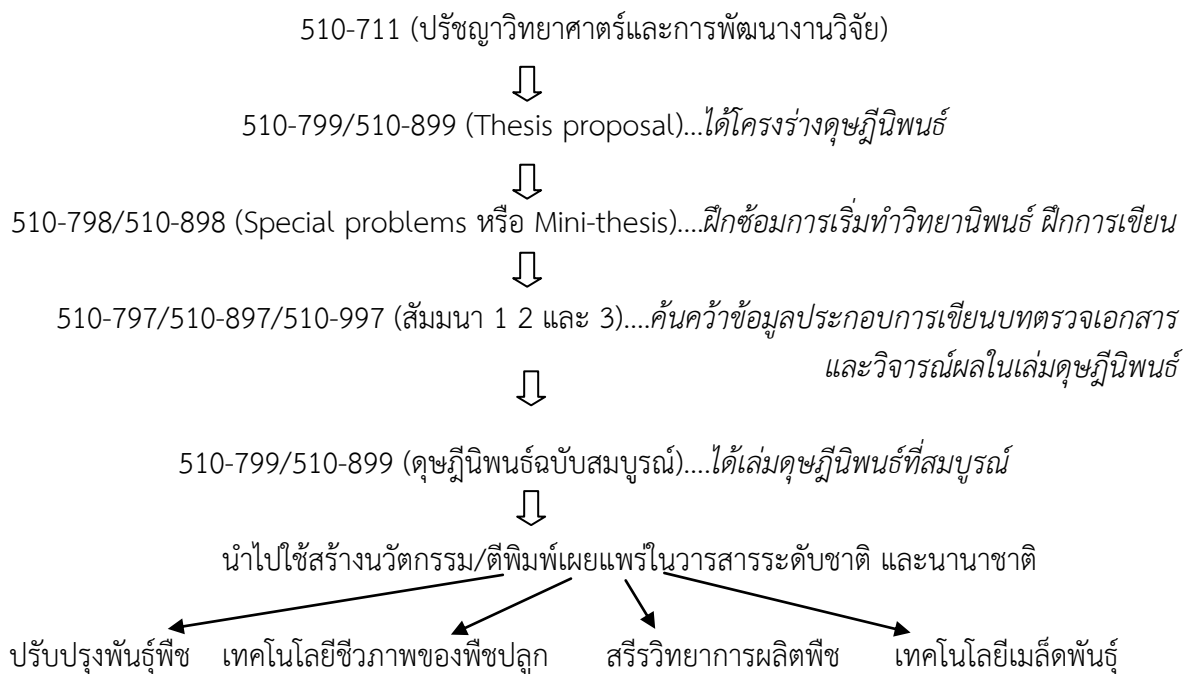 510-711 (ปรัชญาวิทยาศาตร์และการพัฒนางานวิจัย)
510-799/510-899 (Thesis proposal)...ได้โครงร่างดุษฎีนิพนธ์
510-798/510-898 (Special problems หรือ Mini-thesis)....ฝึกซ้อมการเริ่มทำวิทยานิพนธ์ ฝึกการเขียน
510-797/510-897/510-997 (สัมมนา 1 2 และ 3)....ค้นคว้าข้อมูลประกอบการเขียนบทตรวจเอกสาร
และวิจารณ์ผลในเล่มดุษฎีนิพนธ์
510-799/510-899 (ดุษฎีนิพนธ์ฉบับสมบูรณ์)....ได้เล่มดุษฎีนิพนธ์ที่สมบูรณ์
นำไปใช้สร้างนวัตกรรม/ตีพิมพ์เผยแพร่ในวารสารระดับชาติ และนานาชาติ
ปรับปรุงพันธุ์พืช เทคโนโลยีชีวภาพของพืชปลูก สรีรวิทยาการผลิตพืช เทคโนโลยีเมล็ดพันธุ์